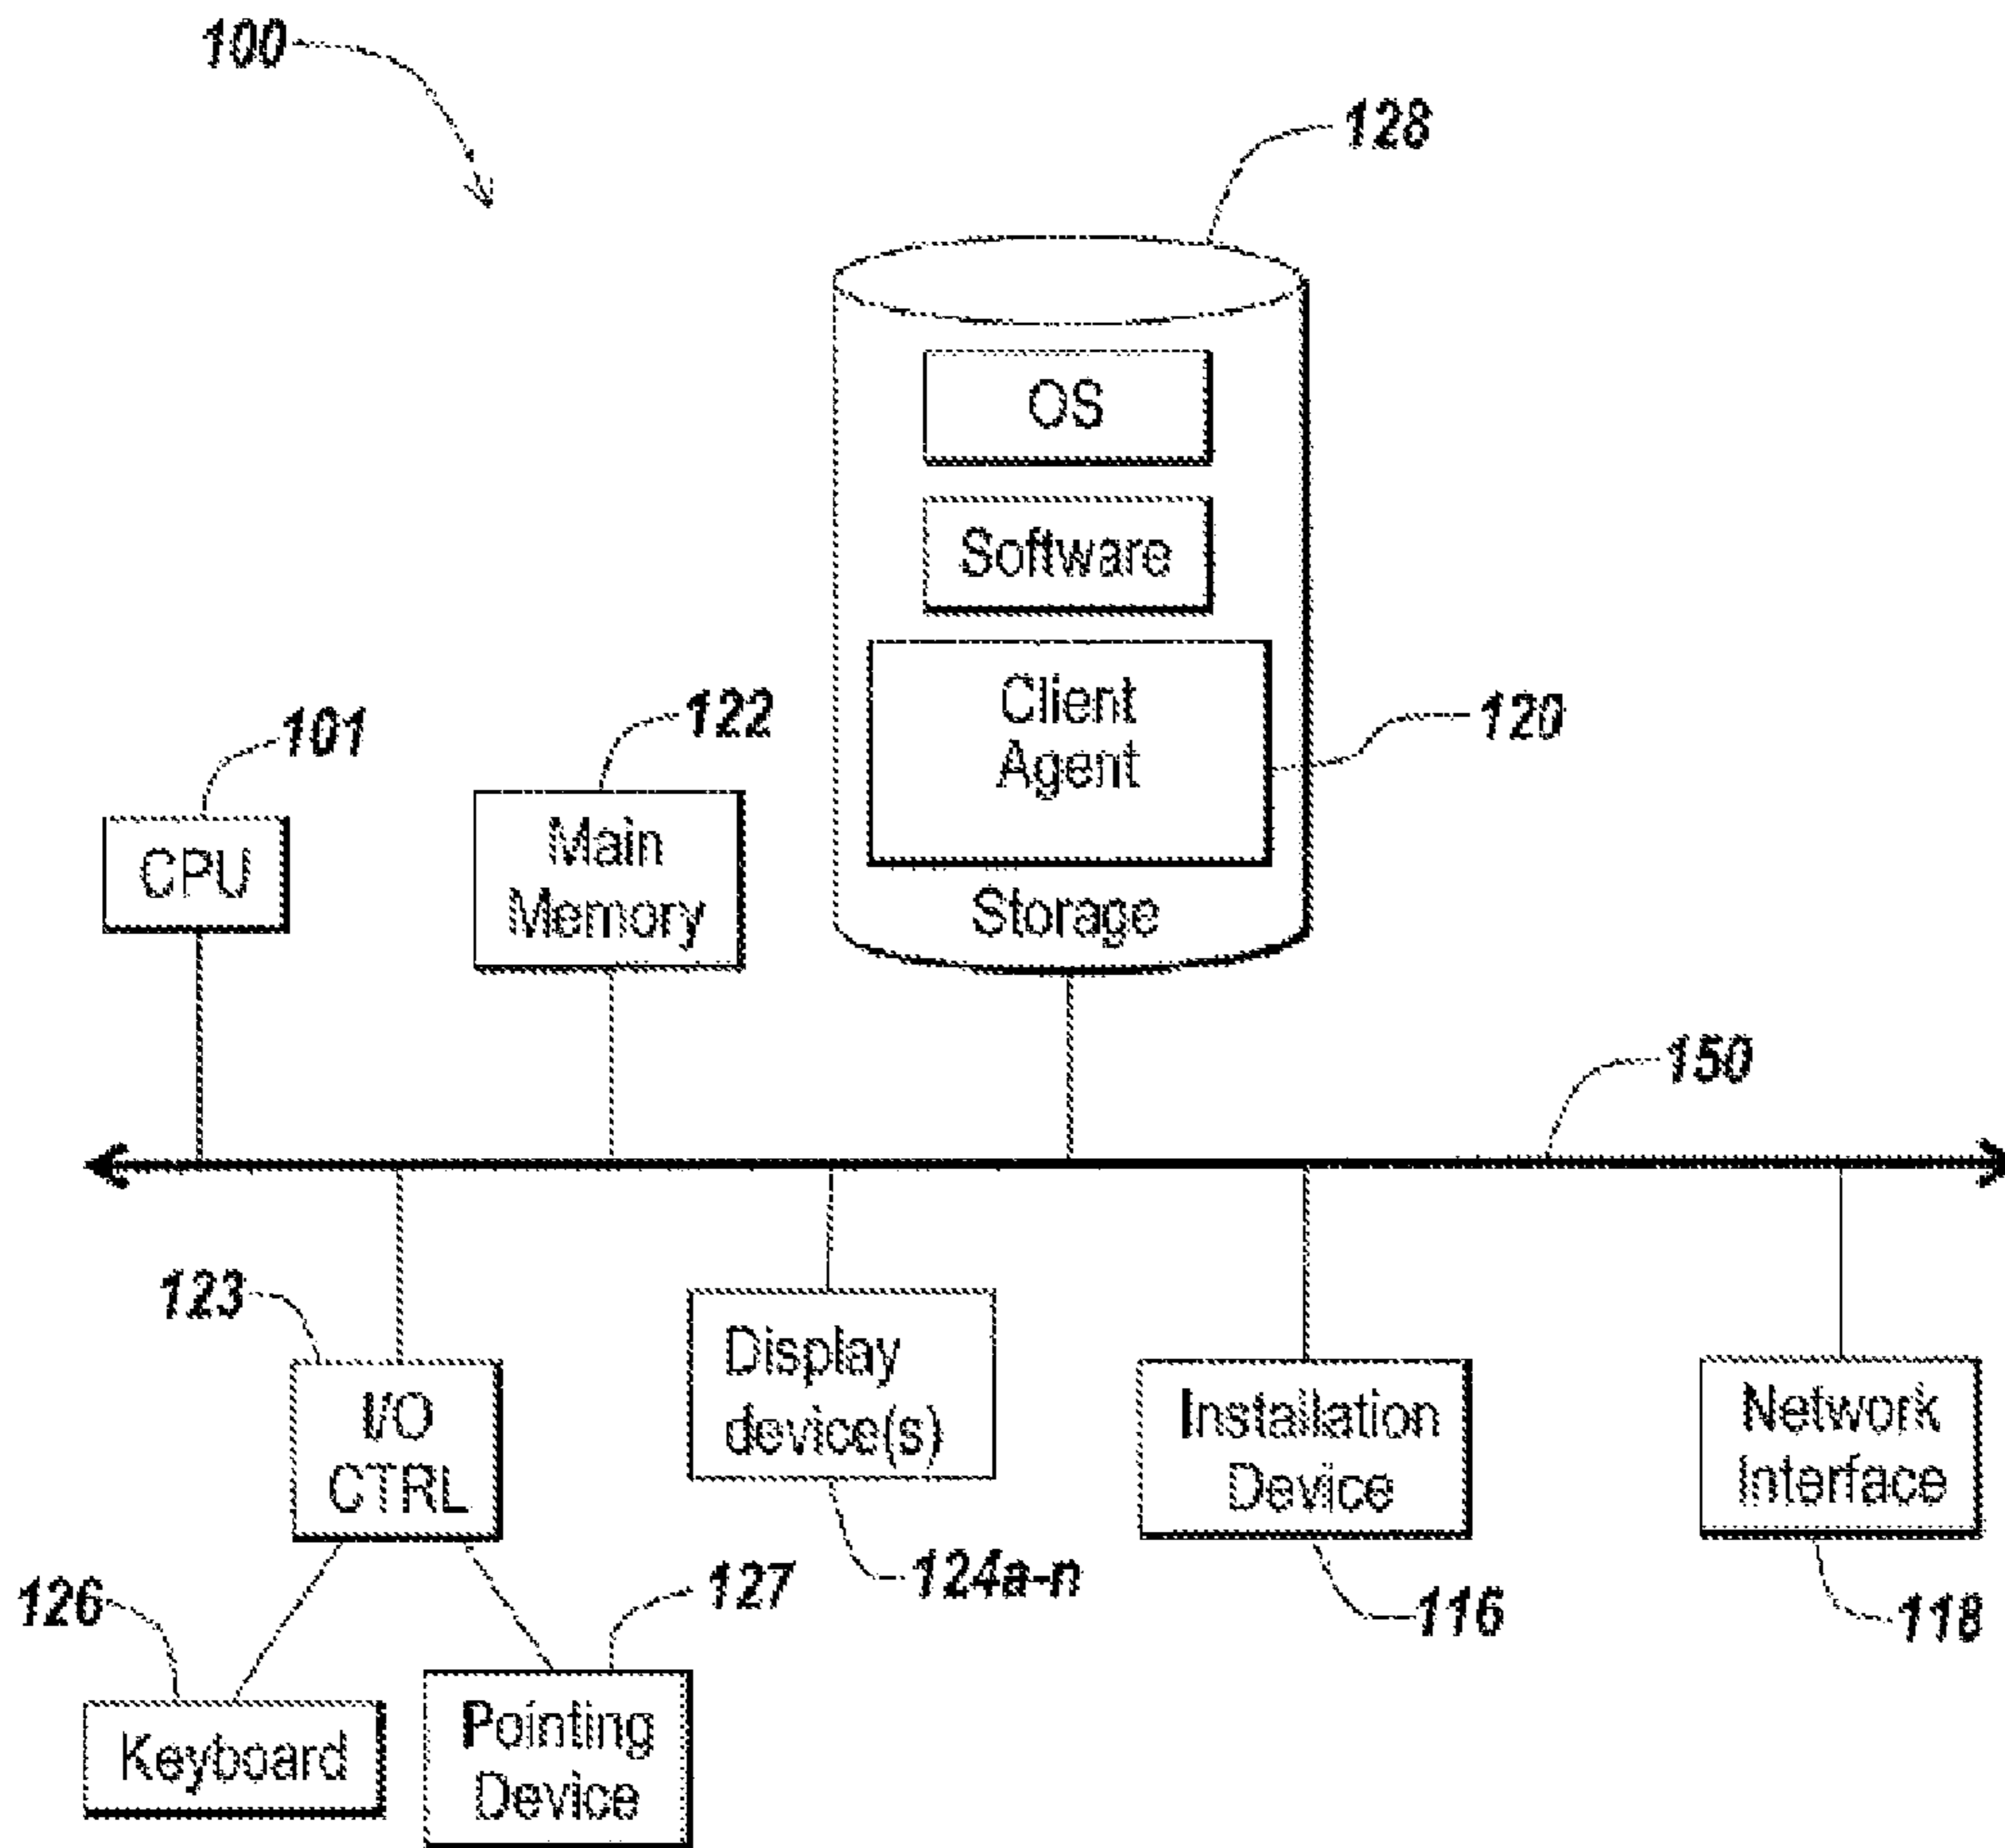 100
128
OS
Software
Client
Agent
120
Storage
101
CPU
122
Main
Memory
150
123
I/O
CTRL
Display
device(s)
124a-n
Installation
Device
116
Network
Interface
118
126
Keyboard
127
Pointing
Device